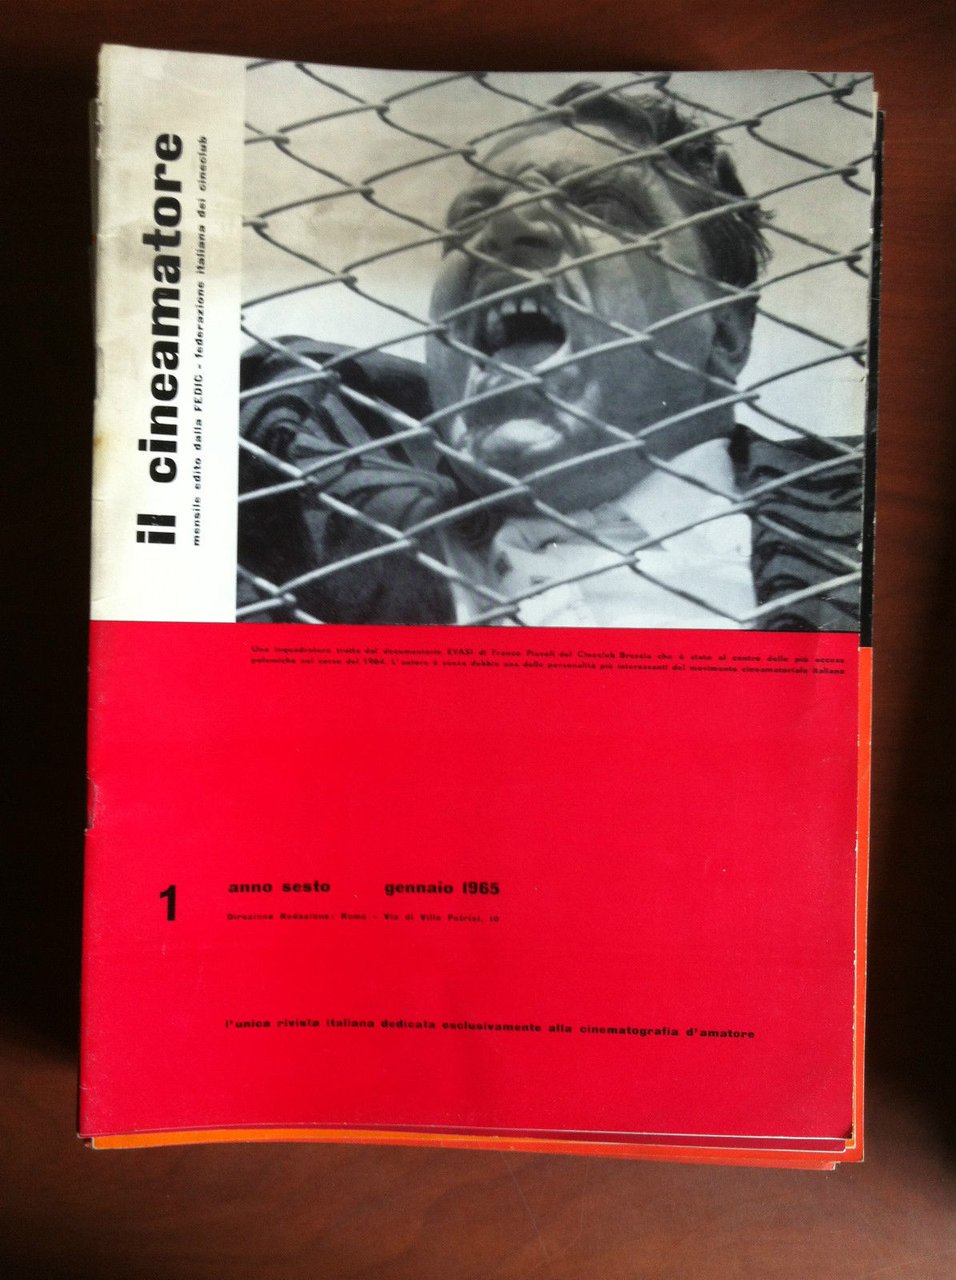 il cineamatore
mensile edito dalla FEDIC - federazione italiana dei cineclub
Una inquadratura tratta dal documentario EVASI di Franco Piavoli del Cineclub Brescia che è stato al centro delle più accese
polemiche nel corso del 1964. L'autore è senza dubbio una delle personalità più interessanti del movimento cineamatoriale italiano
1 anno sesto gennaio 1965
Direzione Redazione: Roma - Via di Villa Patrizi, 10
l'unica rivista italiana dedicata esclusivamente alla cinematografia d'amatore